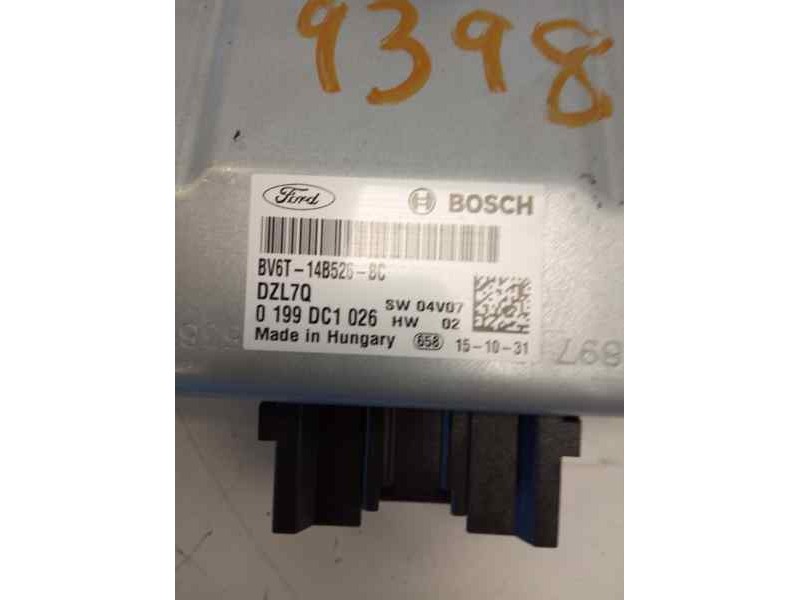 9398
Ford BOSCH
BV6T-14B526-BC
DZL7Q
SW 04V07
0 199 DC1 026 HW 02
Made in Hungary 658 15-10-31
897